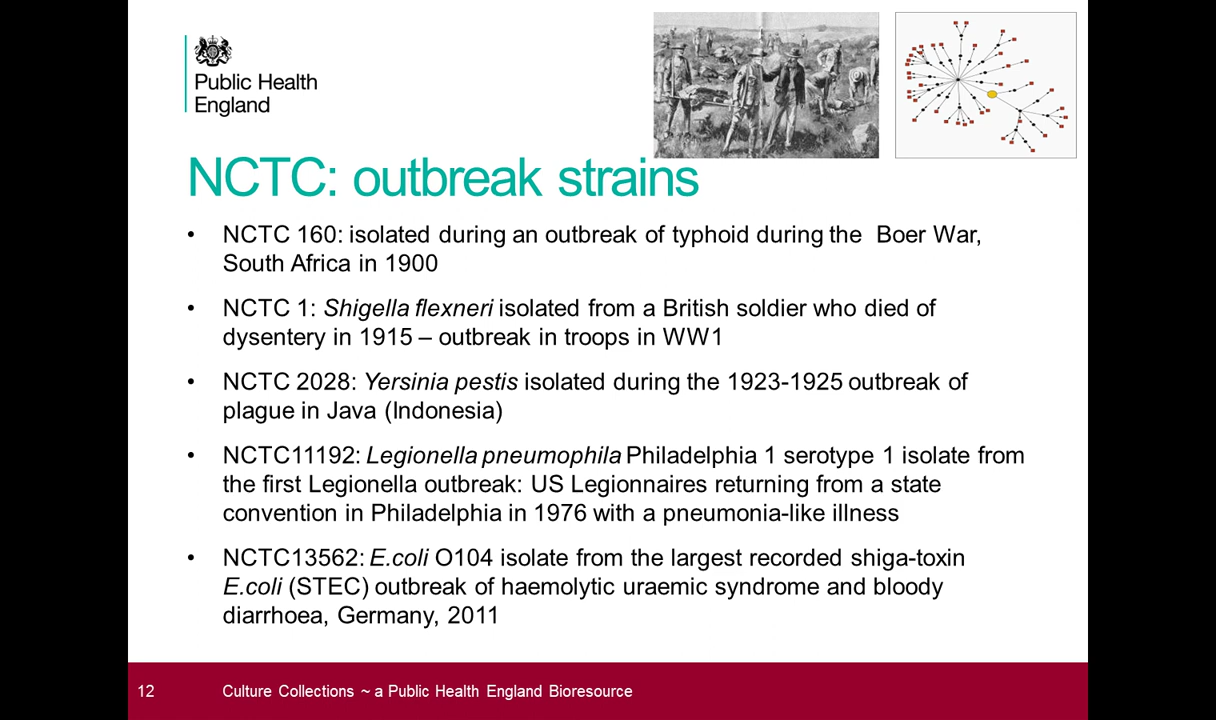 Public Health
England
NCTC: outbreak strains
• NCTC 160: isolated during an outbreak of typhoid during the  Boer War,
South Africa in 1900
• NCTC 1: Shigella flexneri isolated from a British soldier who died of
dysentery in 1915 – outbreak in troops in WW1
• NCTC 2028: Yersinia pestis isolated during the 1923-1925 outbreak of
plague in Java (Indonesia)
• NCTC11192: Legionella pneumophila Philadelphia 1 serotype 1 isolate from
the first Legionella outbreak: US Legionnaires returning from a state
convention in Philadelphia in 1976 with a pneumonia-like illness
• NCTC13562: E.coli O104 isolate from the largest recorded shiga-toxin
E.coli (STEC) outbreak of haemolytic uraemic syndrome and bloody
diarrhoea, Germany, 2011
12 Culture Collections ~ a Public Health England Bioresource